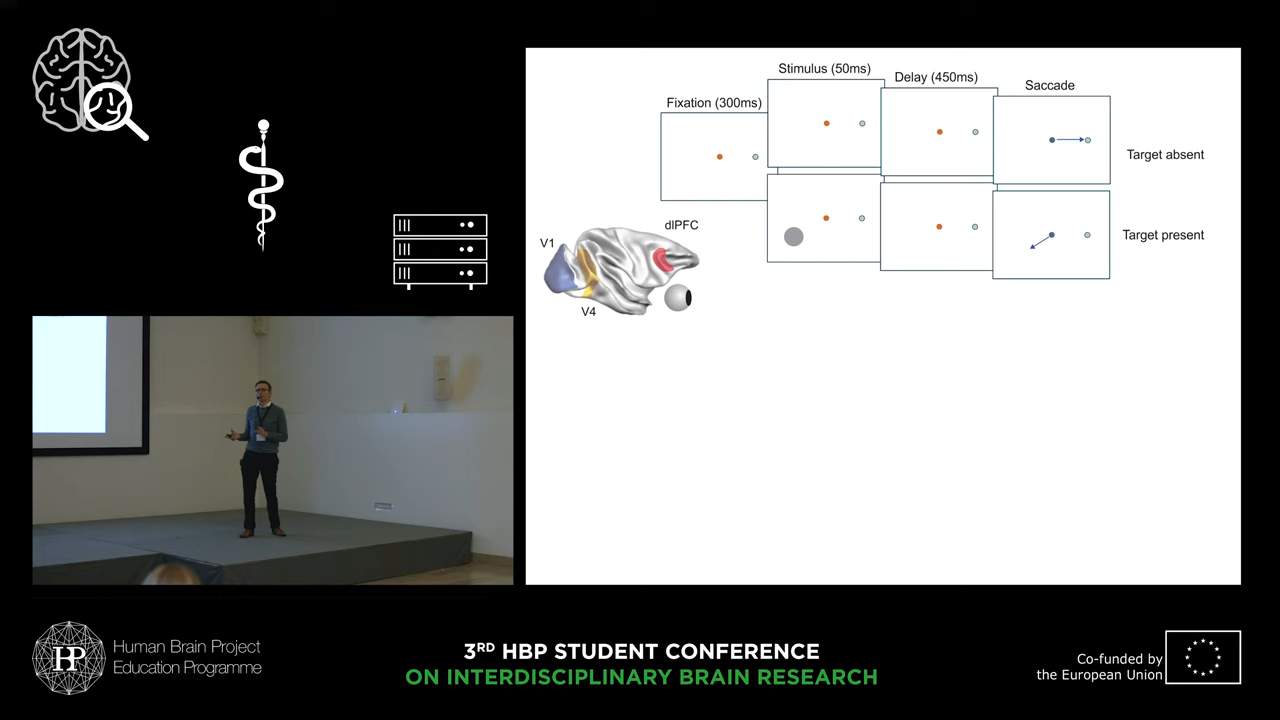 Stimulus (50ms)
Delay (450ms)
Saccade
Fixation (300ms)
Target absent
Target present
dlPFC
V1
V4
HP
Human Brain Project
Education Programme
3RD HBP STUDENT CONFERENCE
ON INTERDISCIPLINARY BRAIN RESEARCH
Co-funded by
the European Union